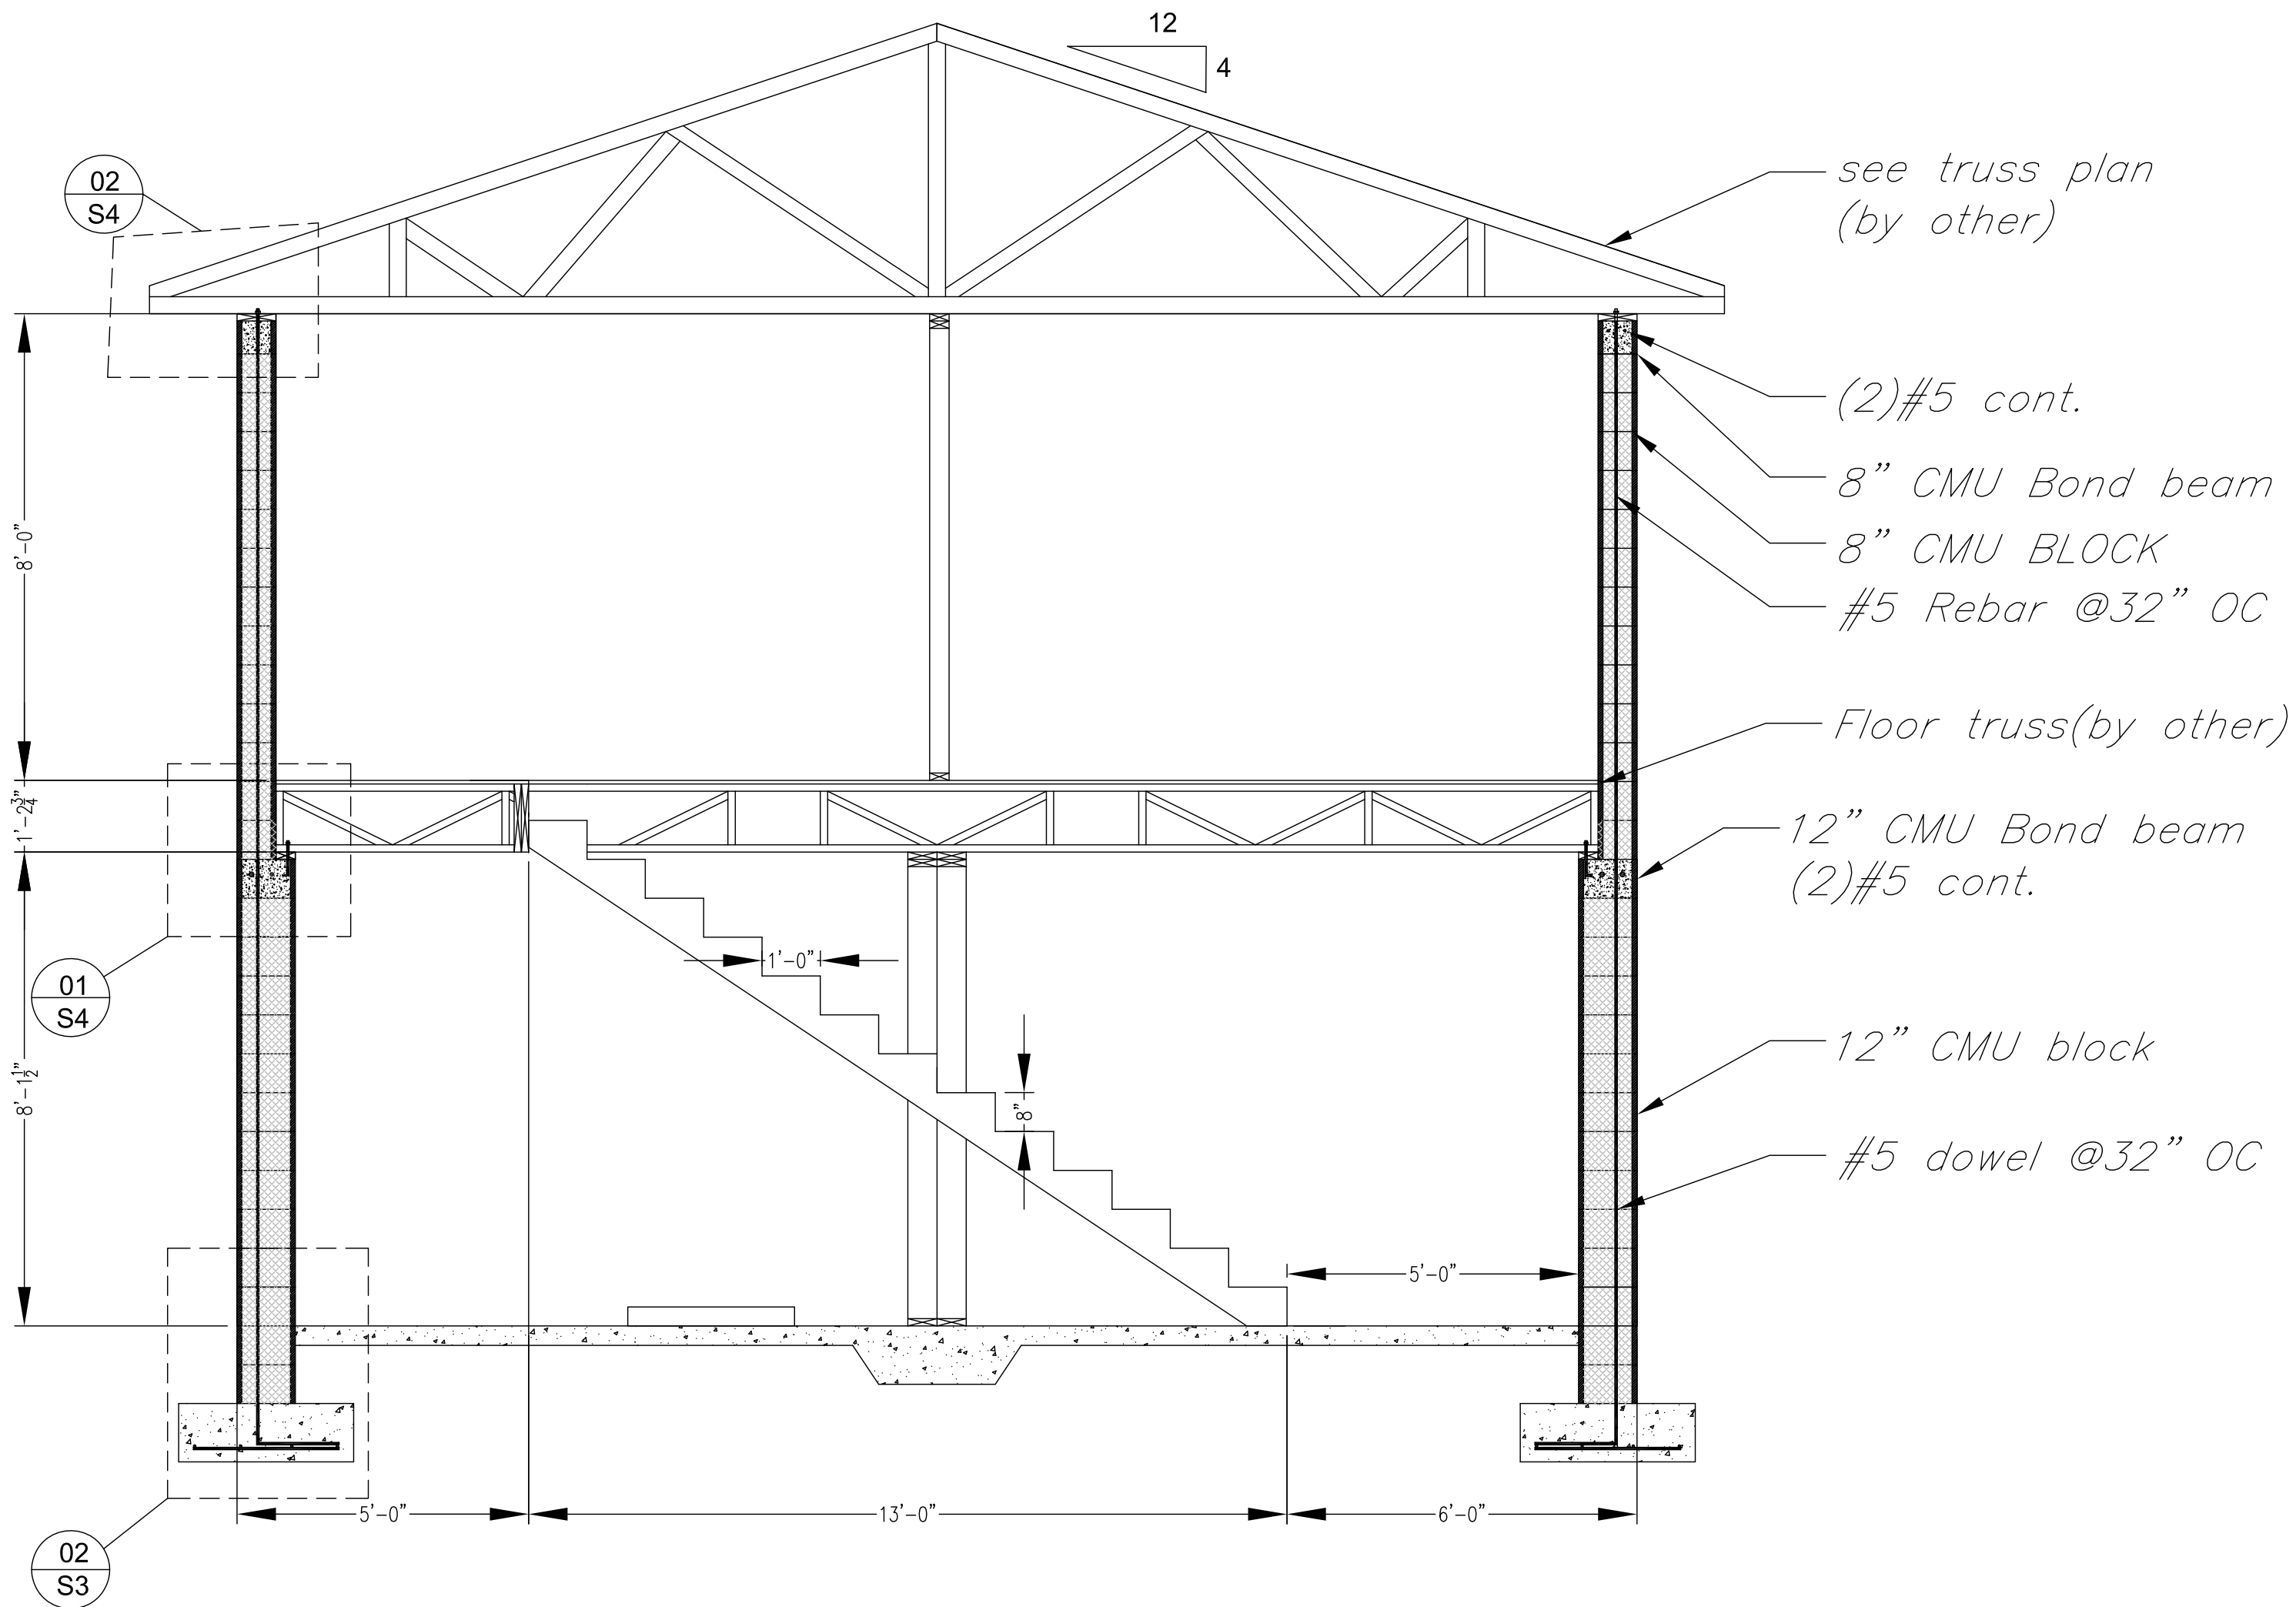 12
4
see truss plan
(by other)
02
S4
(2)#5 cont.
8" CMU Bond beam
8'-0"
8" CMU BLOCK
#5 Rebar @32" OC
Floor truss(by other)
1'-2¾"
12" CMU Bond beam
(2)#5 cont.
1'-0"
01
S4
12" CMU block
8'-1½"
8"
#5 dowel @32" OC
5'-0"
5'-0"
13'-0"
6'-0"
02
S3